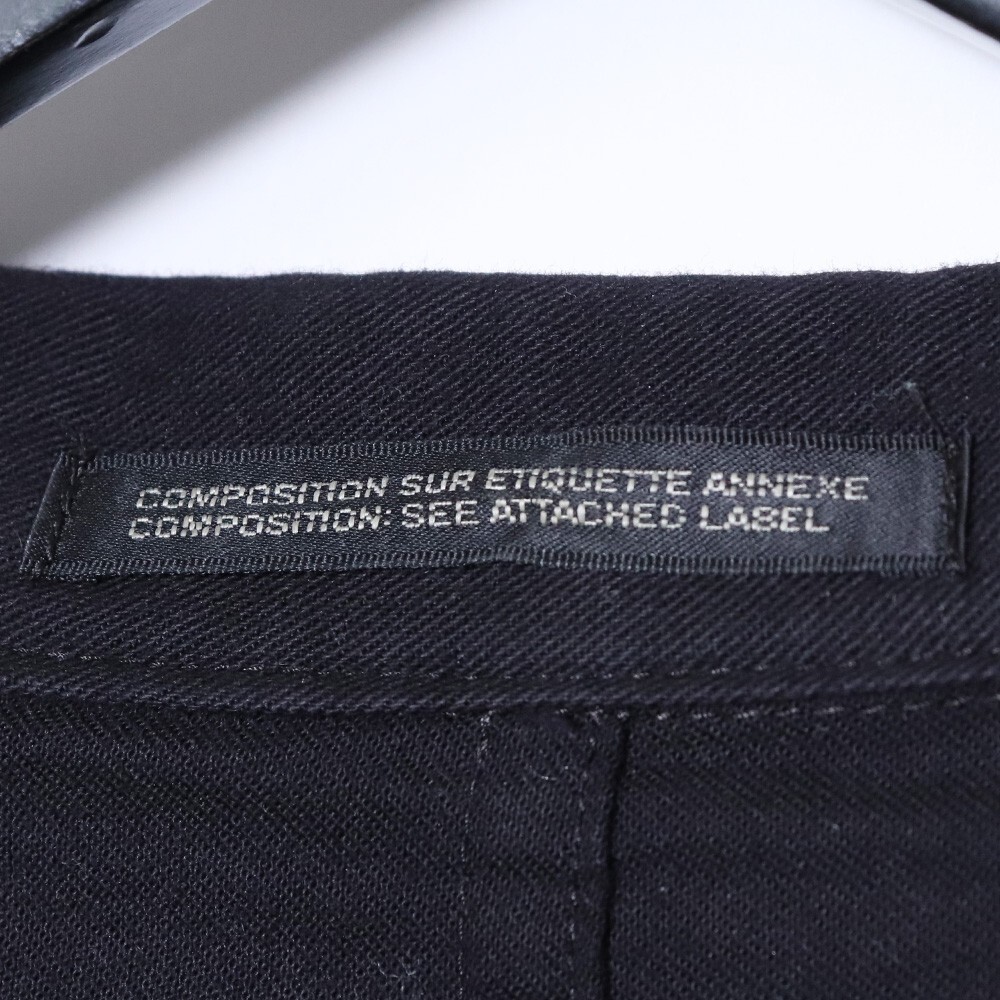 COMPOSITION SUR ETIQUETTE ANNEXE
COMPOSITION: SEE ATTACHED LABEL